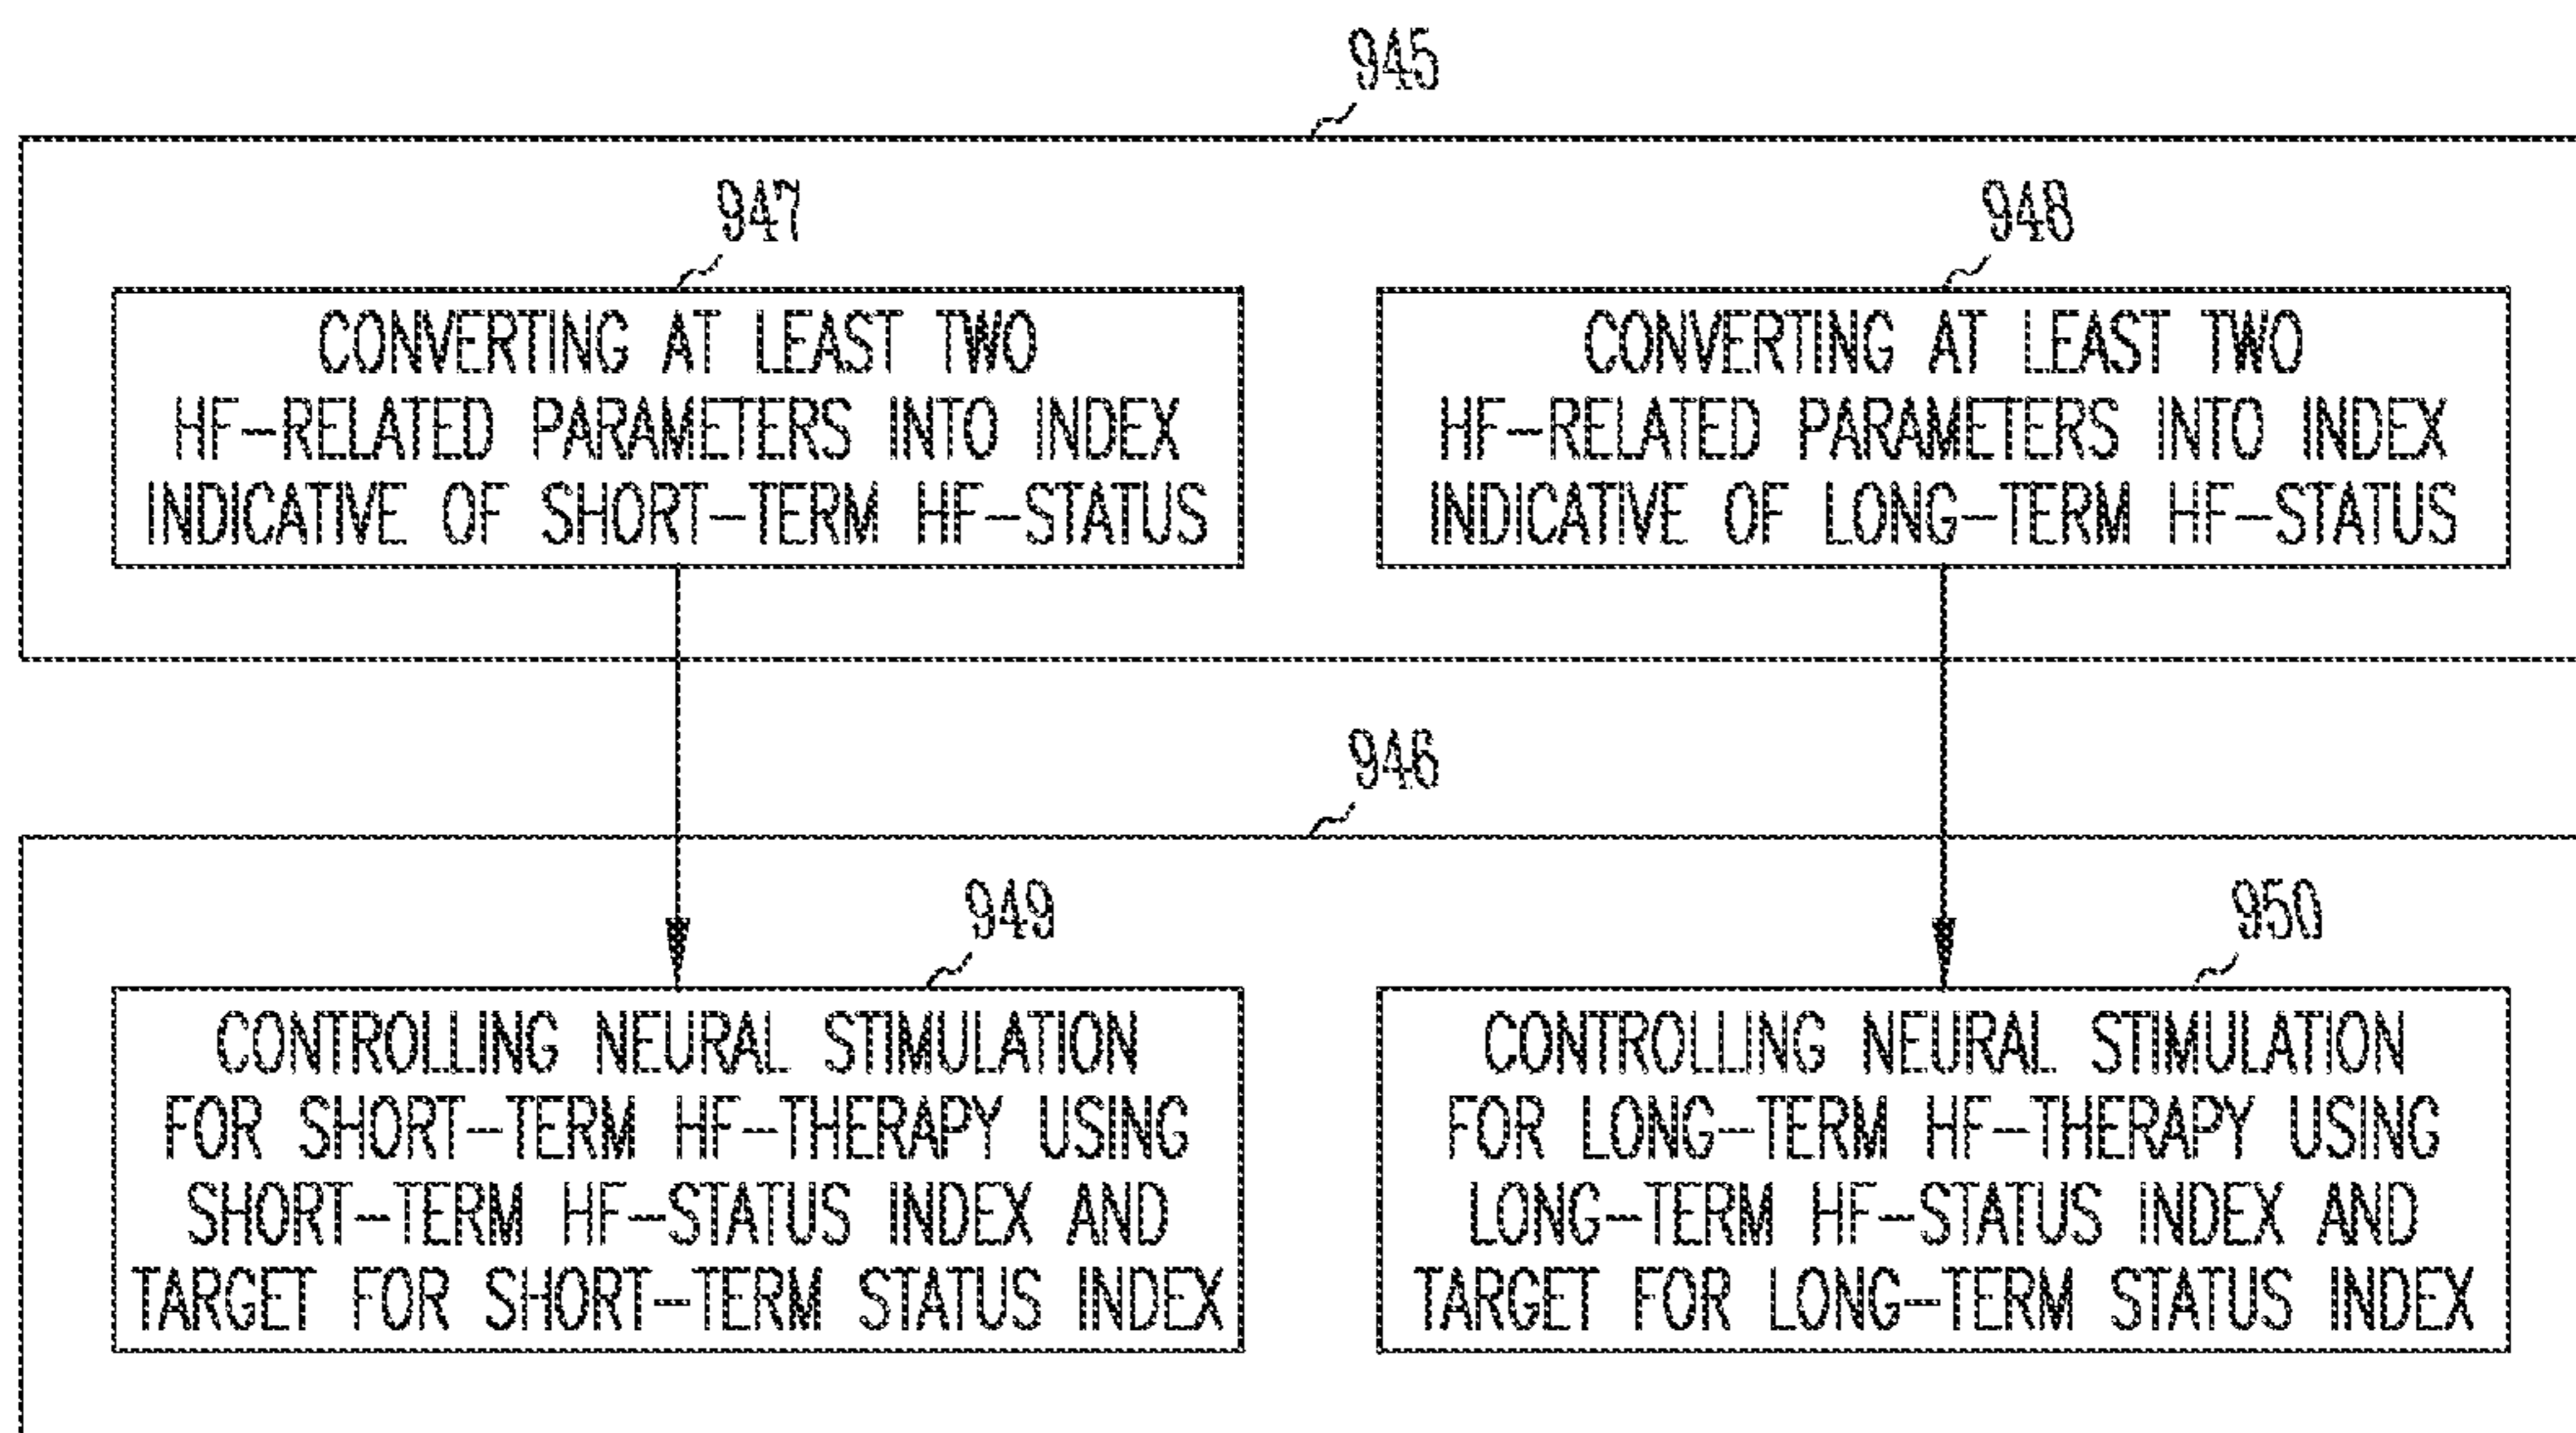 945
947
CONVERTING AT LEAST TWO
HF-RELATED PARAMETERS INTO INDEX
INDICATIVE OF SHORT-TERM HF-STATUS
948
CONVERTING AT LEAST TWO
HF-RELATED PARAMETERS INTO INDEX
INDICATIVE OF LONG-TERM HF-STATUS
946
949
CONTROLLING NEURAL STIMULATION
FOR SHORT-TERM HF-THERAPY USING
SHORT-TERM HF-STATUS INDEX AND
TARGET FOR SHORT-TERM STATUS INDEX
950
CONTROLLING NEURAL STIMULATION
FOR LONG-TERM HF-THERAPY USING
LONG-TERM HF-STATUS INDEX AND
TARGET FOR LONG-TERM STATUS INDEX